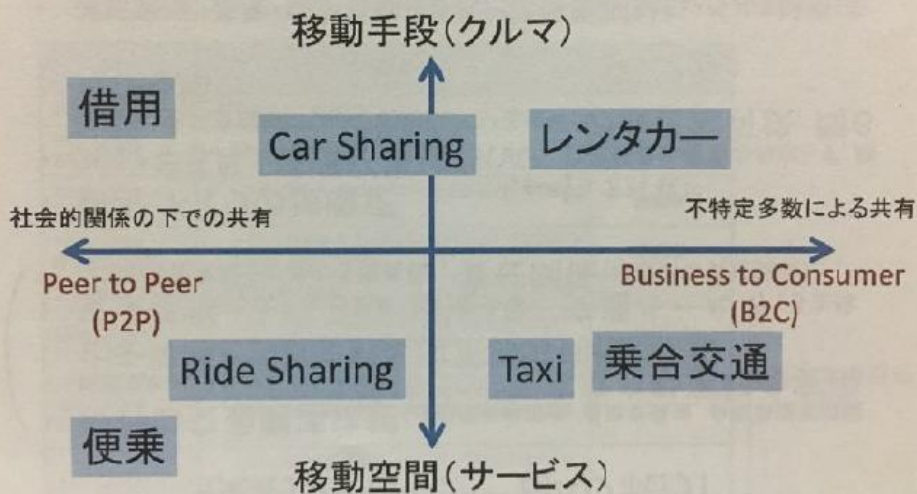 移動手段(クルマ)
借用
Car Sharing
レンタカー
社会的関係の下での共有
不特定多数による共有
Peer to Peer
(P2P)
Business to Consumer
(B2C)
Ride Sharing
Taxi
乗合交通
便乗
移動空間(サービス)